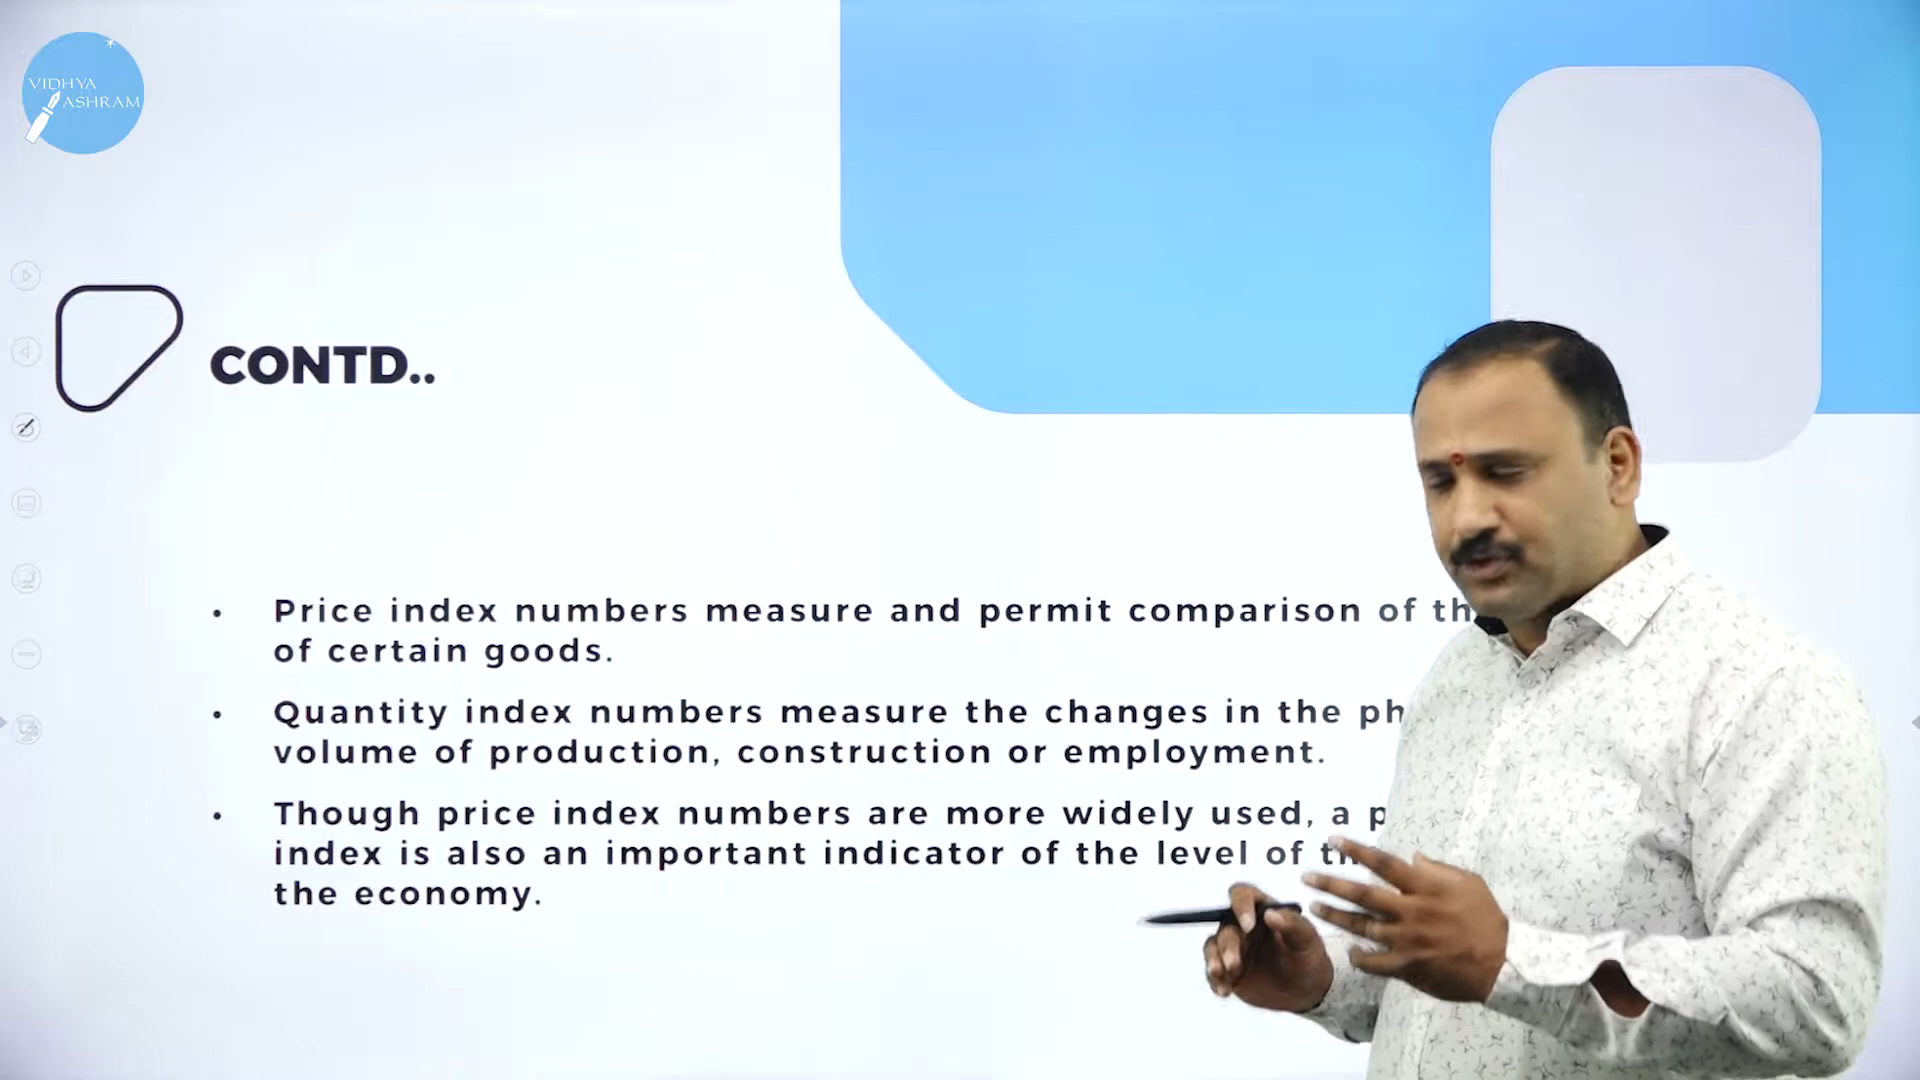 VIDHYA
ASHRAM
CONTD..
• Price index numbers measure and permit comparison of
of certain goods.
• Quantity index numbers measure the changes in the
volume of production, construction or employment.
• Though price index numbers are more widely used, a
index is also an important indicator of the level of
the economy.